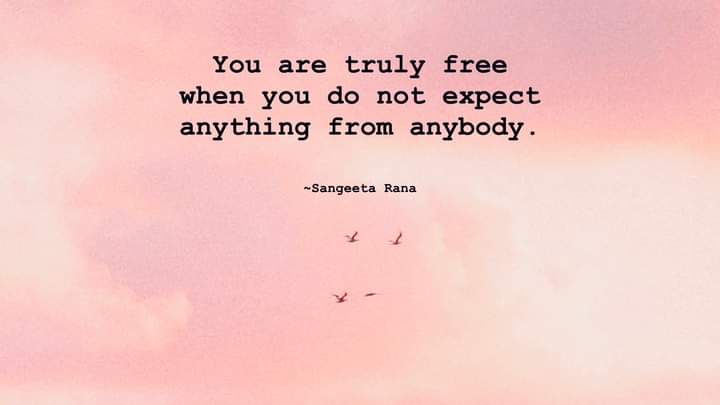 You are truly free
when you do not expect
anything from anybody.
~Sangeeta Rana